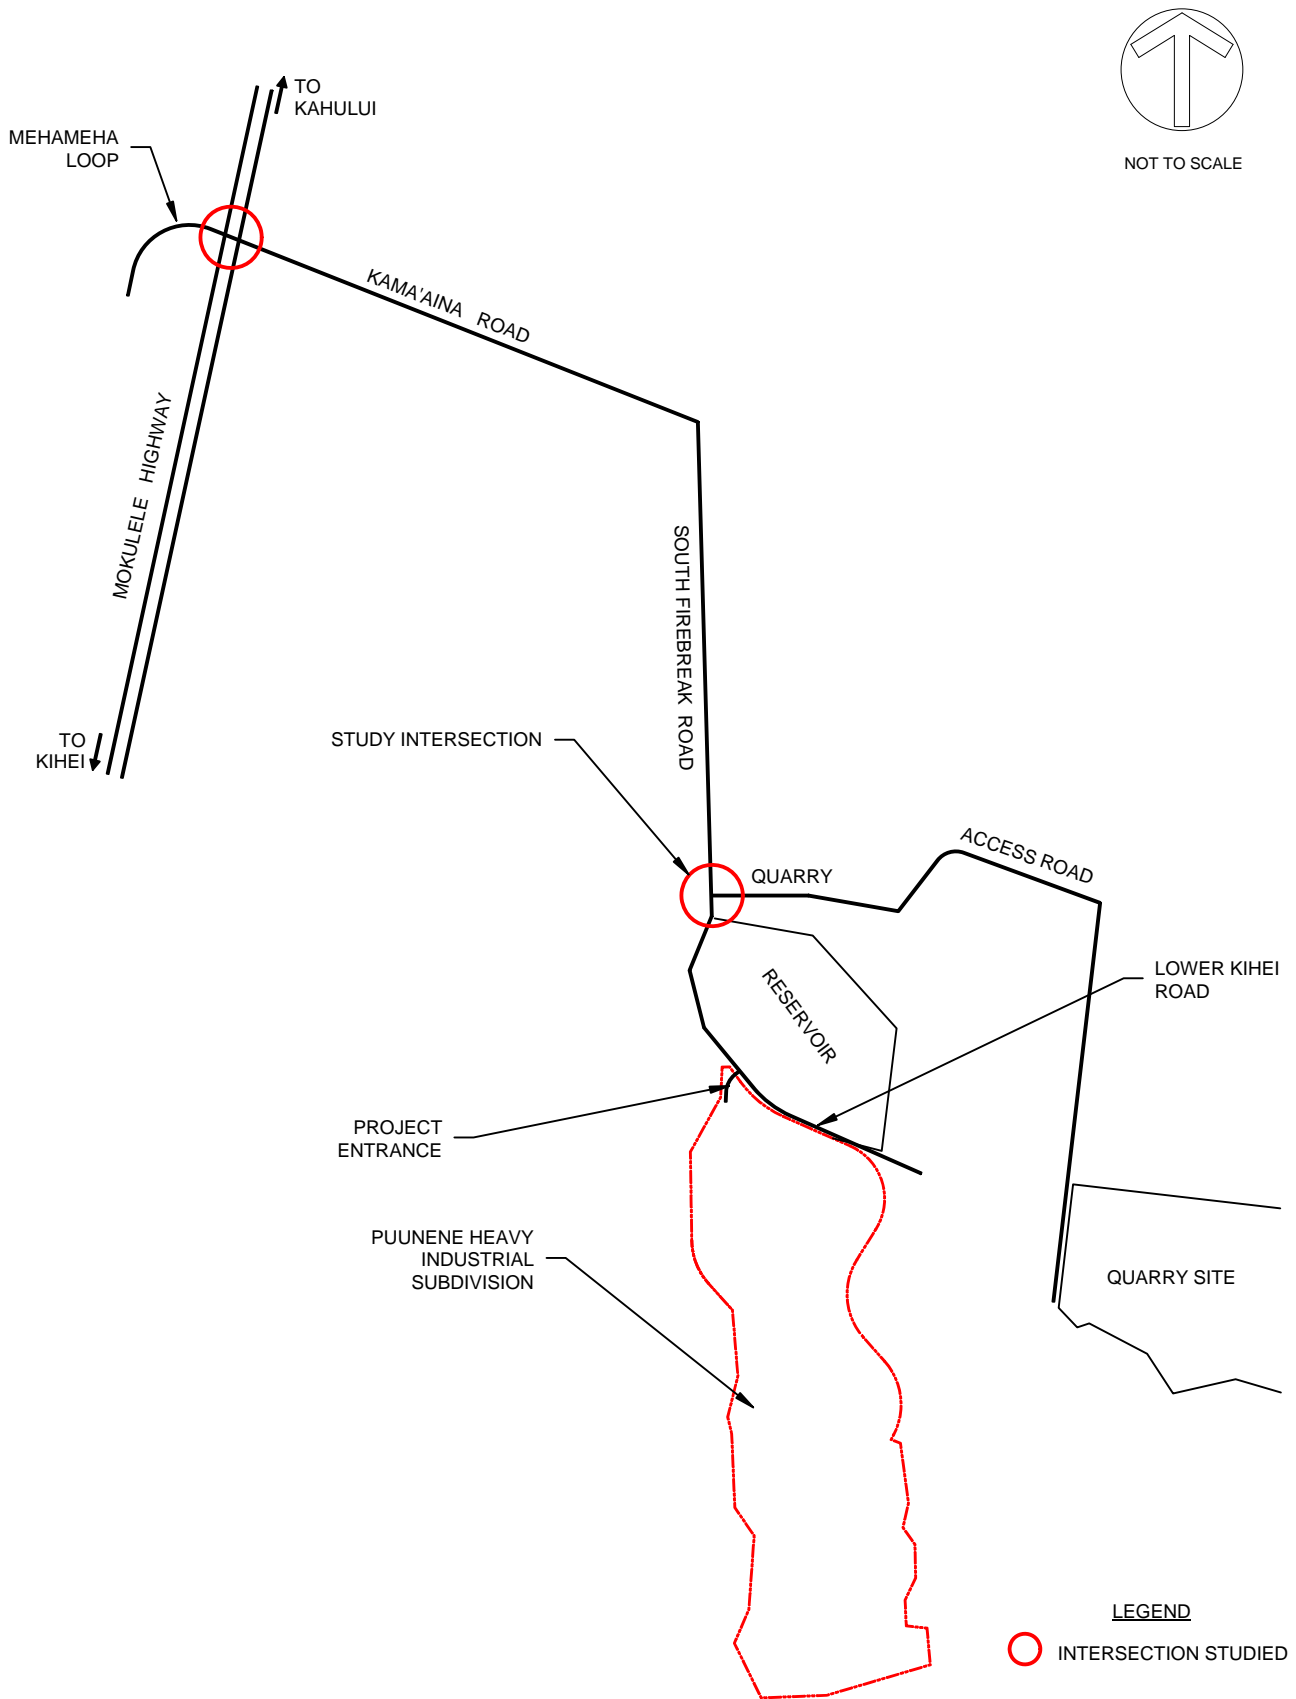 TO
KAHULUI
MEHAMEHA
LOOP
NOT TO SCALE
KAMA'AINA ROAD
MOKULELE HIGHWAY
SOUTH FIREBREAK ROAD
TO
KIHEI
STUDY INTERSECTION
QUARRY
ACCESS ROAD
RESERVOIR
LOWER KIHEI
ROAD
PROJECT
ENTRANCE
PUUNENE HEAVY
INDUSTRIAL
SUBDIVISION
QUARRY SITE
LEGEND
INTERSECTION STUDIED